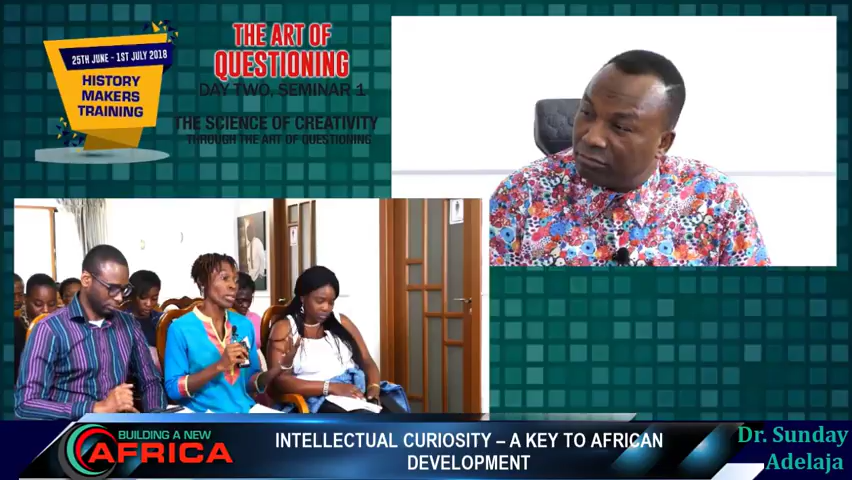 25TH JUNE - 1ST JULY 2018
HISTORY
MAKERS
TRAINING
THE ART OF
QUESTIONING
DAY TWO, SEMINAR 1
THE SCIENCE OF CREATIVITY
THROUGH THE ART OF QUESTIONING
BUILDING A NEW
AFRICA
INTELLECTUAL CURIOSITY – A KEY TO AFRICAN
DEVELOPMENT
Dr. Sunday
Adelaja